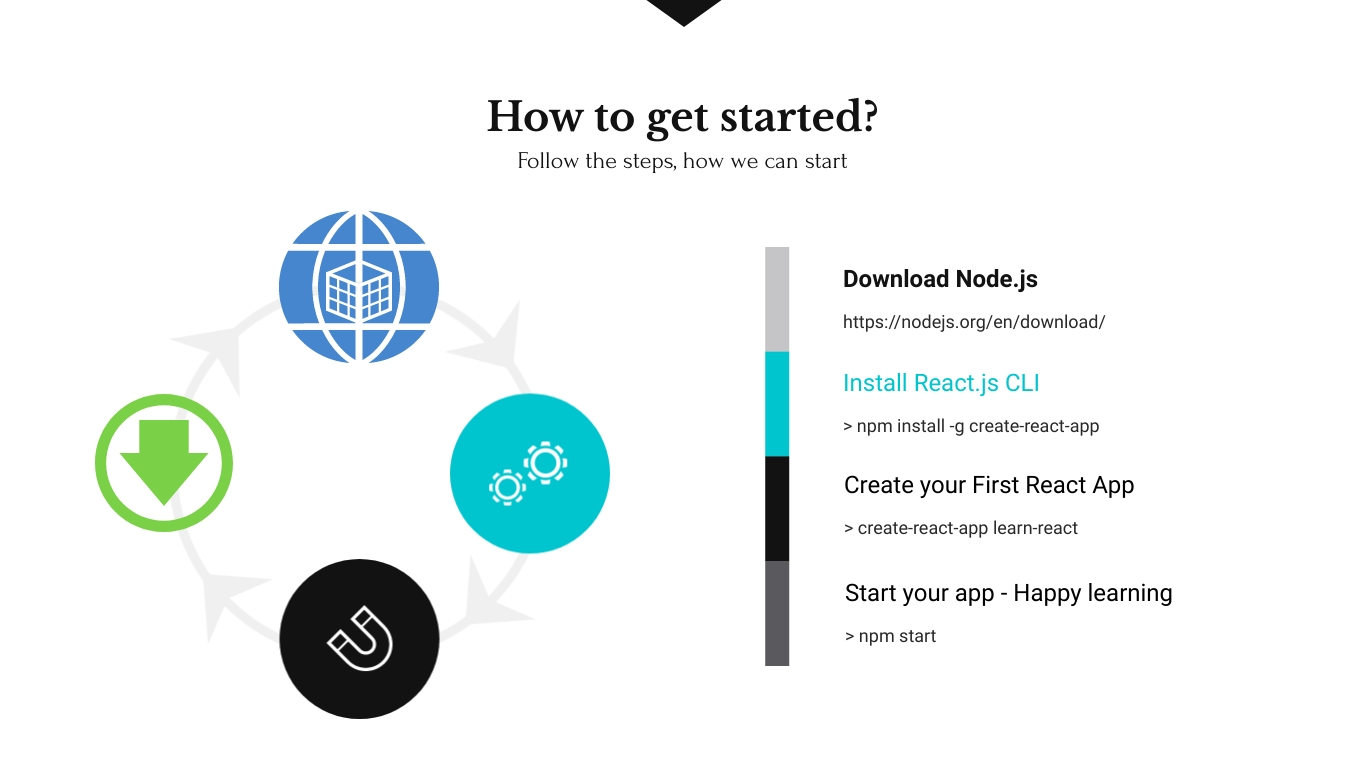 How to get started?
Follow the steps, how we can start
Download Node.js
https://nodejs.org/en/download/
Install React.js CLI
> npm install -g create-react-app
Create your First React App
> create-react-app learn-react
Start your app - Happy learning
> npm start